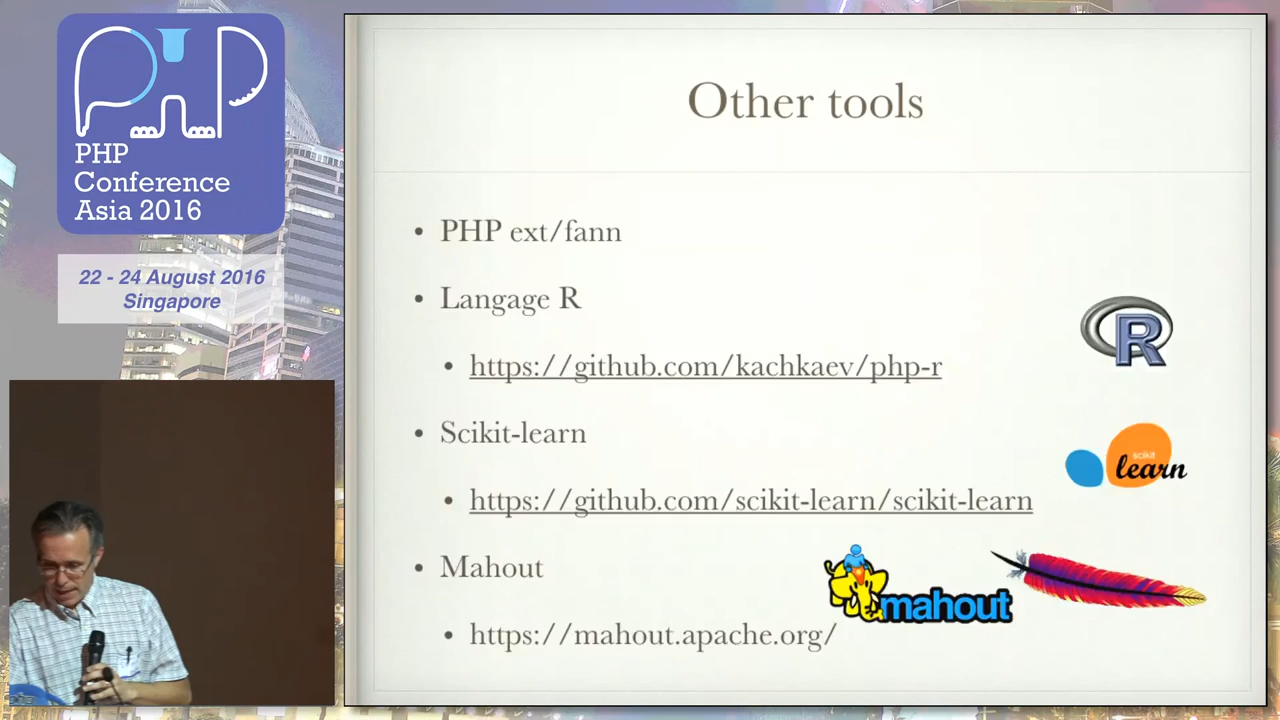 PHP
PHP
Conference
Asia 2016
22 - 24 August 2016
Singapore
Other tools
• PHP ext/fann
• Langage R
• https://github.com/kachkaev/php-r
R
• Scikit-learn
scikit
learn
• https://github.com/scikit-learn/scikit-learn
• Mahout
mahout
• https://mahout.apache.org/